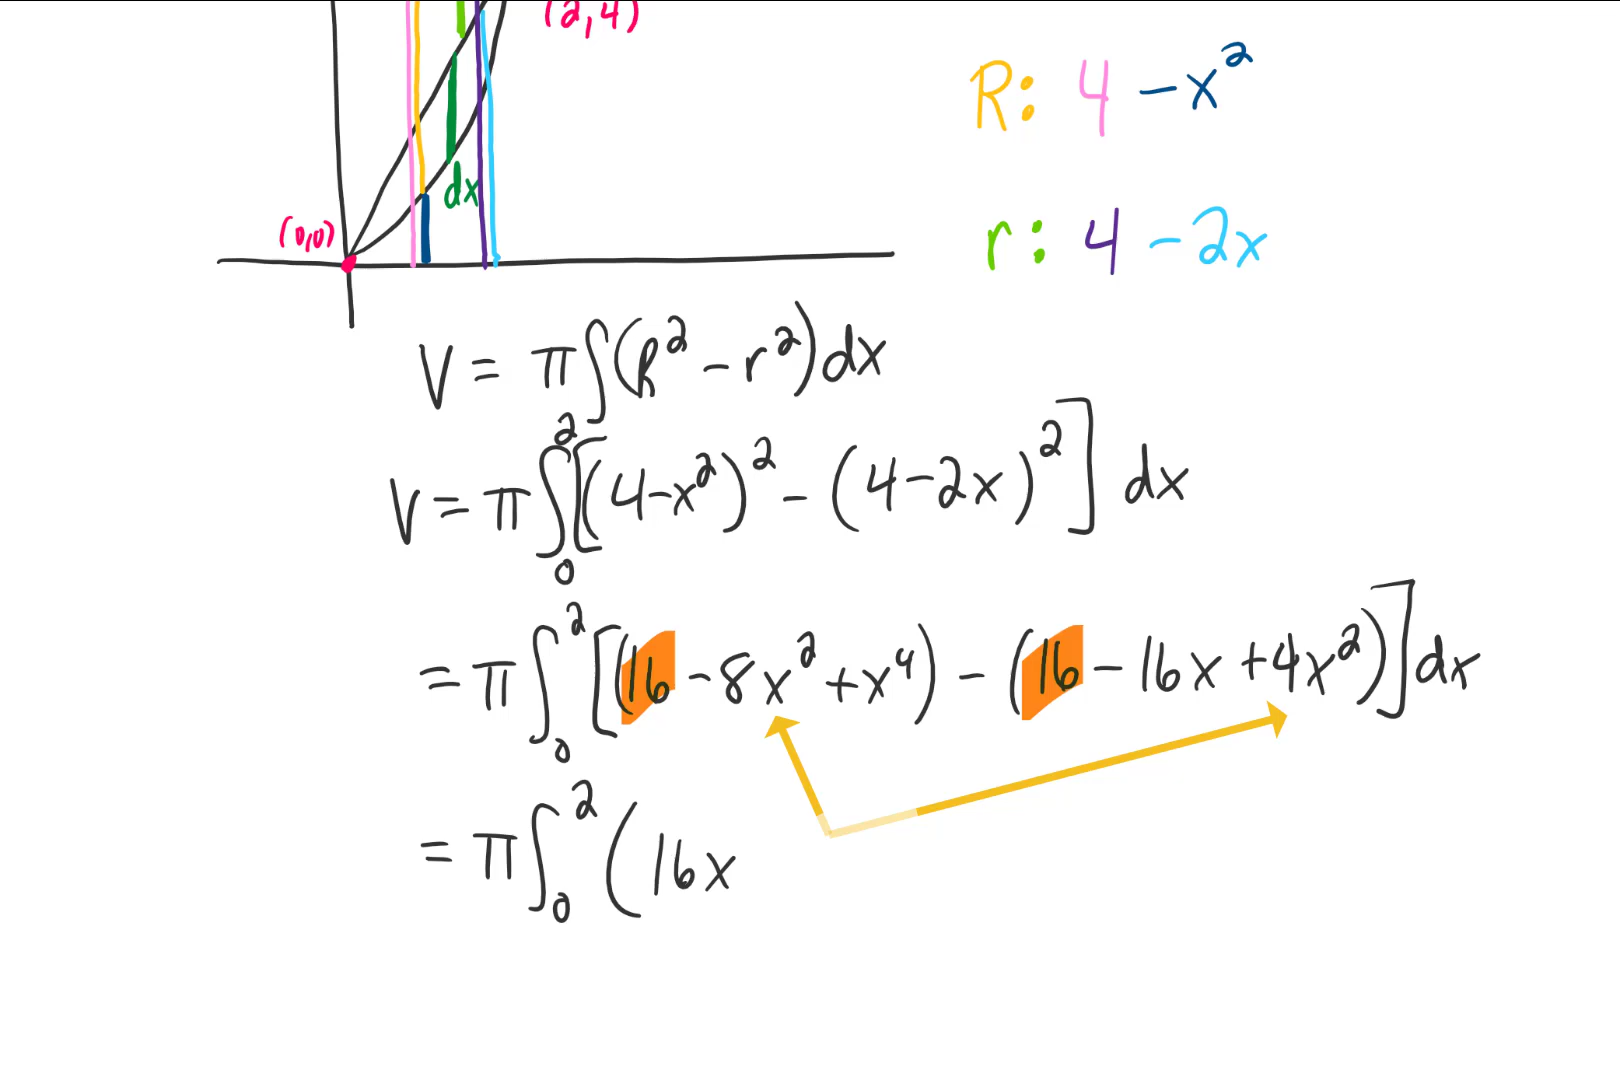 (2,4)
R: 4 -x²
dx
(0,0)
r: 4 -2x
V = π∫(R² - r²)dx
V = π∫₀²[(4-x²)² - (4-2x)²] dx
= π∫₀²[(16 -8x² +x⁴) - (16 - 16x +4x²)]dx
= π∫₀²(16x